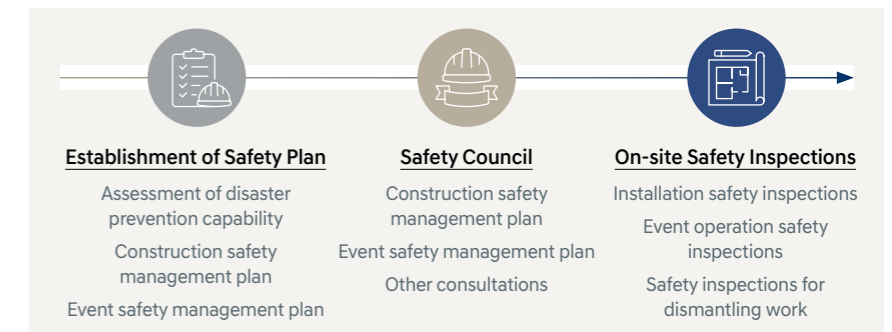 Establishment of Safety Plan
Assessment of disaster
prevention capability
Construction safety
management plan
Event safety management plan
Safety Council
Construction safety
management plan
Event safety management plan
Other consultations
On-site Safety Inspections
Installation safety inspections
Event operation safety
inspections
Safety inspections for
dismantling work